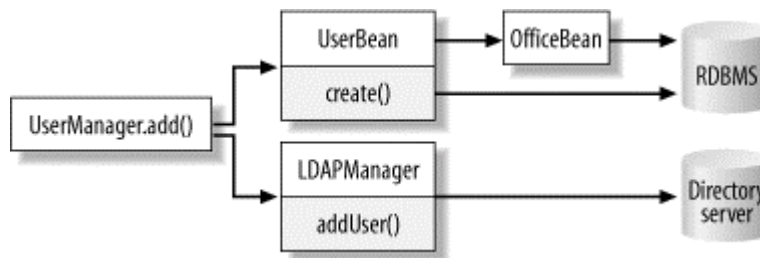 UserBean
OfficeBean
RDBMS
create()
UserManager.add()
LDAPManager
addUser()
Directory
server